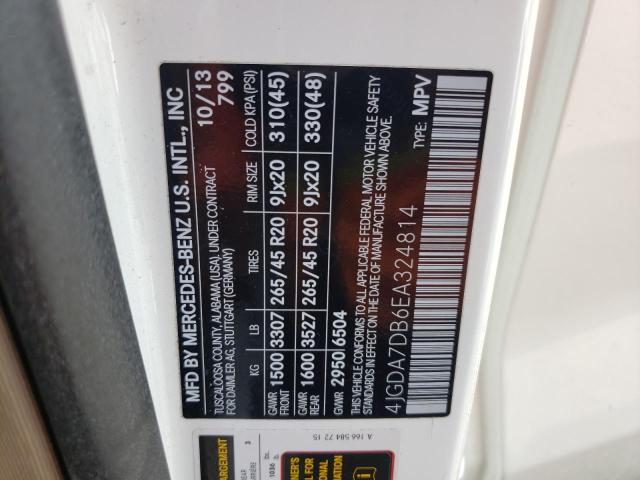 MFD BY MERCEDES-BENZ U.S. INTL., INC
TUSCALOOSA COUNTY, ALABAMA (USA), UNDER CONTRACT
FOR DAIMLER AG, STUTTGART (GERMANY)
10/13
799
KG LB TIRES RIM SIZE COLD KPA (PSI)
GAWR FRONT 1500 3307 265/45 R20 9Jx20 310(45)
GAWR REAR 1600 3527 265/45 R20 9Jx20 330(48)
GVWR 2950 6504
THIS VEHICLE CONFORMS TO ALL APPLICABLE FEDERAL MOTOR VEHICLE SAFETY
STANDARDS IN EFFECT ON THE DATE OF MANUFACTURE SHOWN ABOVE.
4JGDA7DB6EA324814 TYPE: MPV
A 166 584 72 15